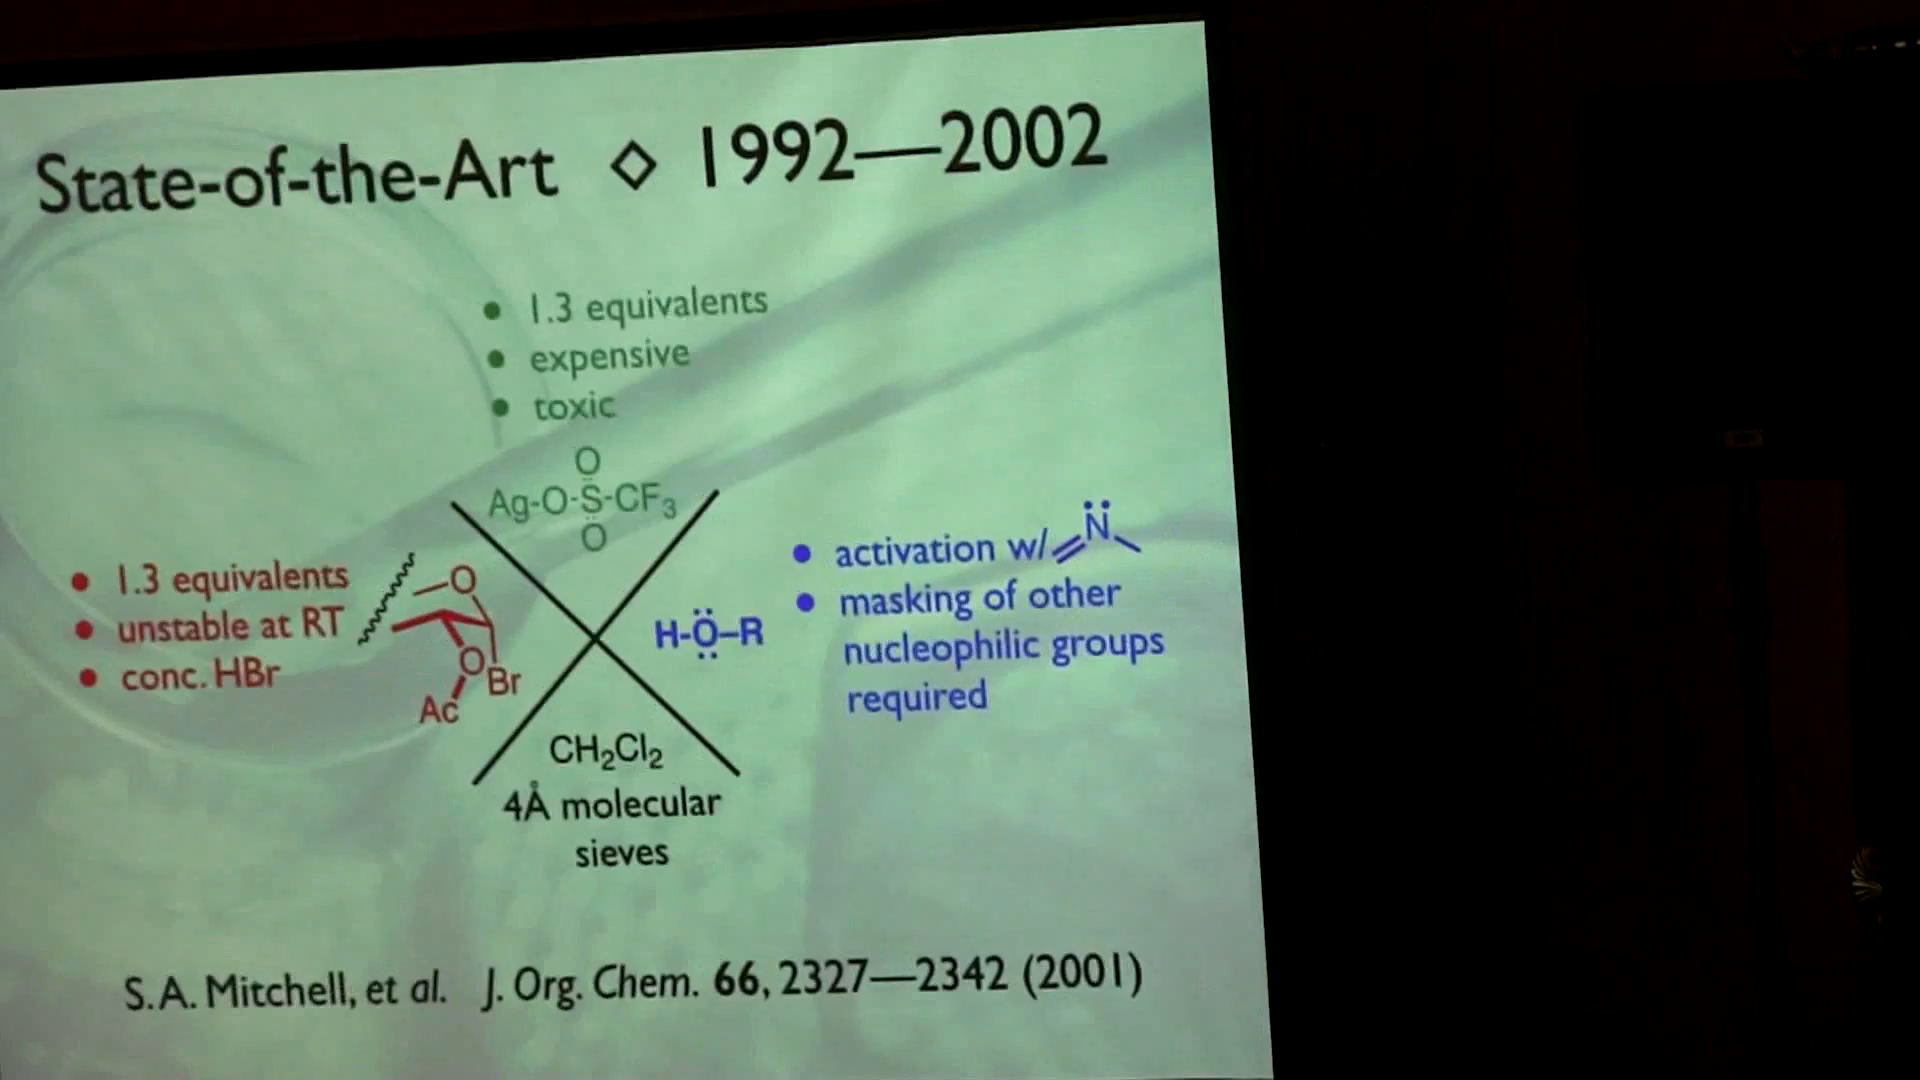 State-of-the-Art ◇ 1992—2002
• 1.3 equivalents
• expensive
• toxic
O
Ag-O-S-CF₃
O
• 1.3 equivalents
• unstable at RT
• conc. HBr
O
O
Br
Ac
H-Ö–R
• activation w/ N
• masking of other
nucleophilic groups
required
CH₂Cl₂
4Å molecular
sieves
S.A. Mitchell, et al. J. Org. Chem. 66, 2327—2342 (2001)